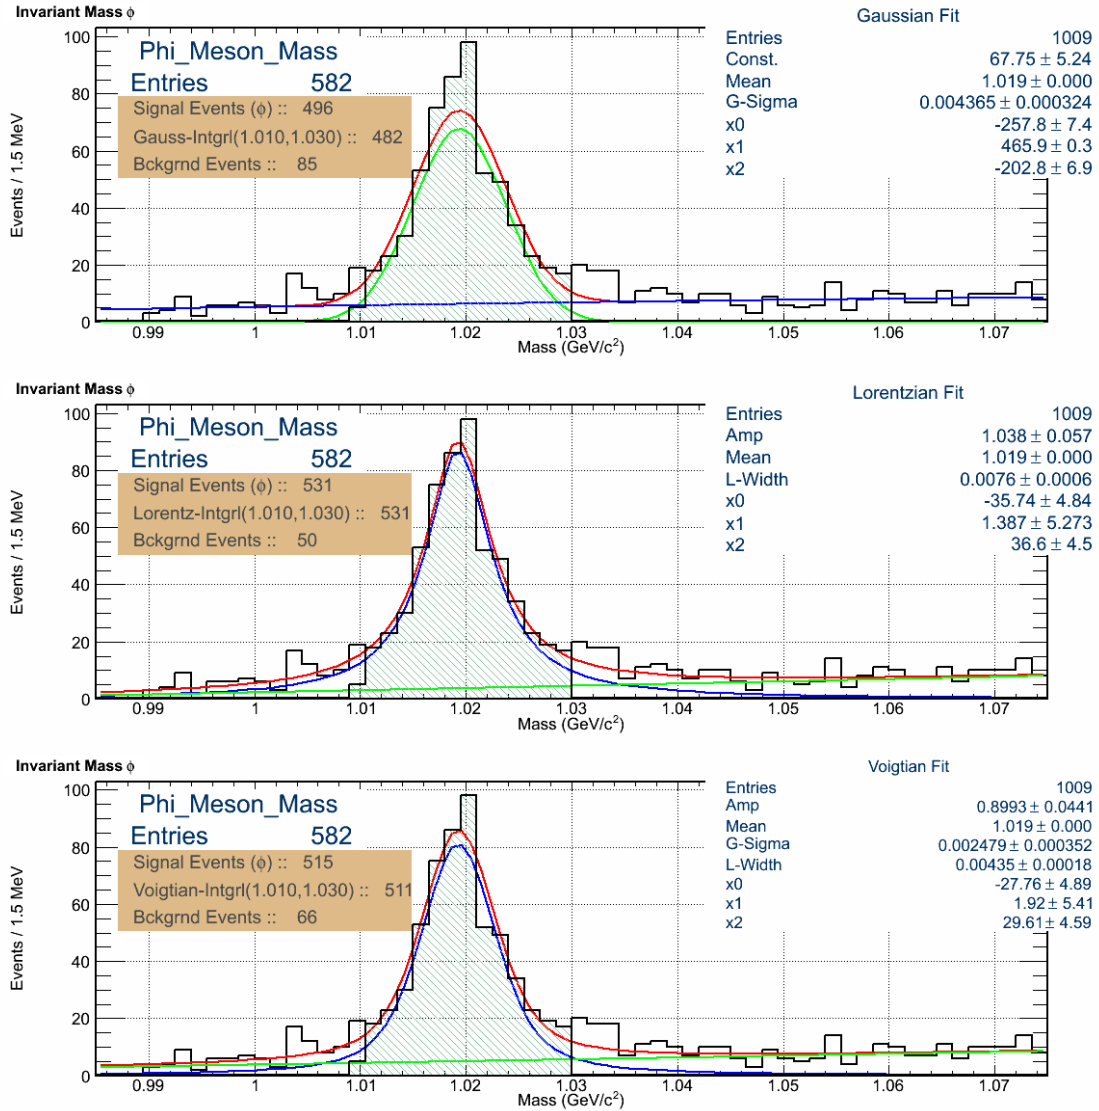 Invariant Mass ϕ
Gaussian Fit
Entries 1009
Const. 67.75 ± 5.24
Mean 1.019 ± 0.000
G-Sigma 0.004365 ± 0.000324
x0 -257.8 ± 7.4
x1 465.9 ± 0.3
x2 -202.8 ± 6.9
Phi_Meson_Mass
Entries 582
Signal Events (ϕ) :: 496
Gauss-Intgrl(1.010,1.030) :: 482
Bckgrnd Events :: 85
Events / 1.5 MeV
100
80
60
40
20
0
0.99 1 1.01 1.02 1.03 1.04 1.05 1.06 1.07
Mass (GeV/c²)
Invariant Mass ϕ
Lorentzian Fit
Entries 1009
Amp 1.038 ± 0.057
Mean 1.019 ± 0.000
L-Width 0.0076 ± 0.0006
x0 -35.74 ± 4.84
x1 1.387 ± 5.273
x2 36.6 ± 4.5
Phi_Meson_Mass
Entries 582
Signal Events (ϕ) :: 531
Lorentz-Intgrl(1.010,1.030) :: 531
Bckgrnd Events :: 50
Events / 1.5 MeV
100
80
60
40
20
0
0.99 1 1.01 1.02 1.03 1.04 1.05 1.06 1.07
Mass (GeV/c²)
Invariant Mass ϕ
Voigtian Fit
Entries 1009
Amp 0.8993 ± 0.0441
Mean 1.019 ± 0.000
G-Sigma 0.002479 ± 0.000352
L-Width 0.00435 ± 0.00018
x0 -27.76 ± 4.89
x1 1.92 ± 5.41
x2 29.61 ± 4.59
Phi_Meson_Mass
Entries 582
Signal Events (ϕ) :: 515
Voigtian-Intgrl(1.010,1.030) :: 511
Bckgrnd Events :: 66
Events / 1.5 MeV
100
80
60
40
20
0
0.99 1 1.01 1.02 1.03 1.04 1.05 1.06 1.07
Mass (GeV/c²)